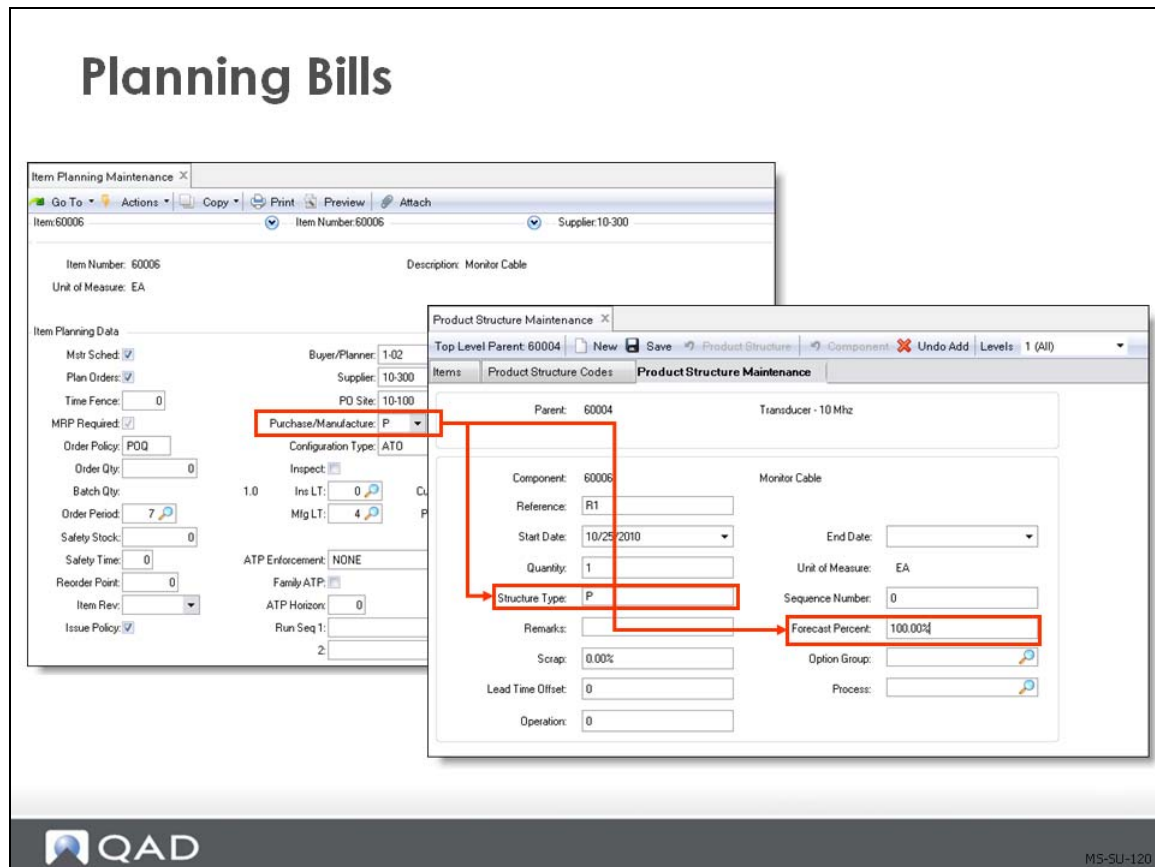 Planning Bills
Item Planning Maintenance
Go To Actions Copy Print Preview Attach
Item:60006 Item Number:60006 Supplier:10-300
Item Number: 60006 Description: Monitor Cable
Unit of Measure: EA
Item Planning Data
Mstr Sched: Buyer/Planner: 1-02
Plan Orders: Supplier: 10-300
Time Fence: 0 PO Site: 10-100
MRP Required: Purchase/Manufacture: P
Order Policy: POQ Configuration Type: ATO
Order Qty: 0 Inspect:
Batch Qty: 1.0 Ins LT: 0
Order Period: 7 Mfg LT: 4
Safety Stock: 0
Safety Time: 0 ATP Enforcement: NONE
Reorder Point: 0 Family ATP:
Item Rev: ATP Horizon: 0
Issue Policy: Run Seq 1:
2:
Product Structure Maintenance
Top Level Parent: 60004 New Save Product Structure Component Undo Add Levels 1 (All)
Items Product Structure Codes Product Structure Maintenance
Parent: 60004 Transducer - 10 Mhz
Component: 60006 Monitor Cable
Reference: R1
Start Date: 10/25/2010 End Date:
Quantity: 1 Unit of Measure: EA
Structure Type: P Sequence Number: 0
Remarks: Forecast Percent: 100.00%
Scrap: 0.00% Option Group:
Lead Time Offset: 0 Process:
Operation: 0
QAD
MS-SU-120